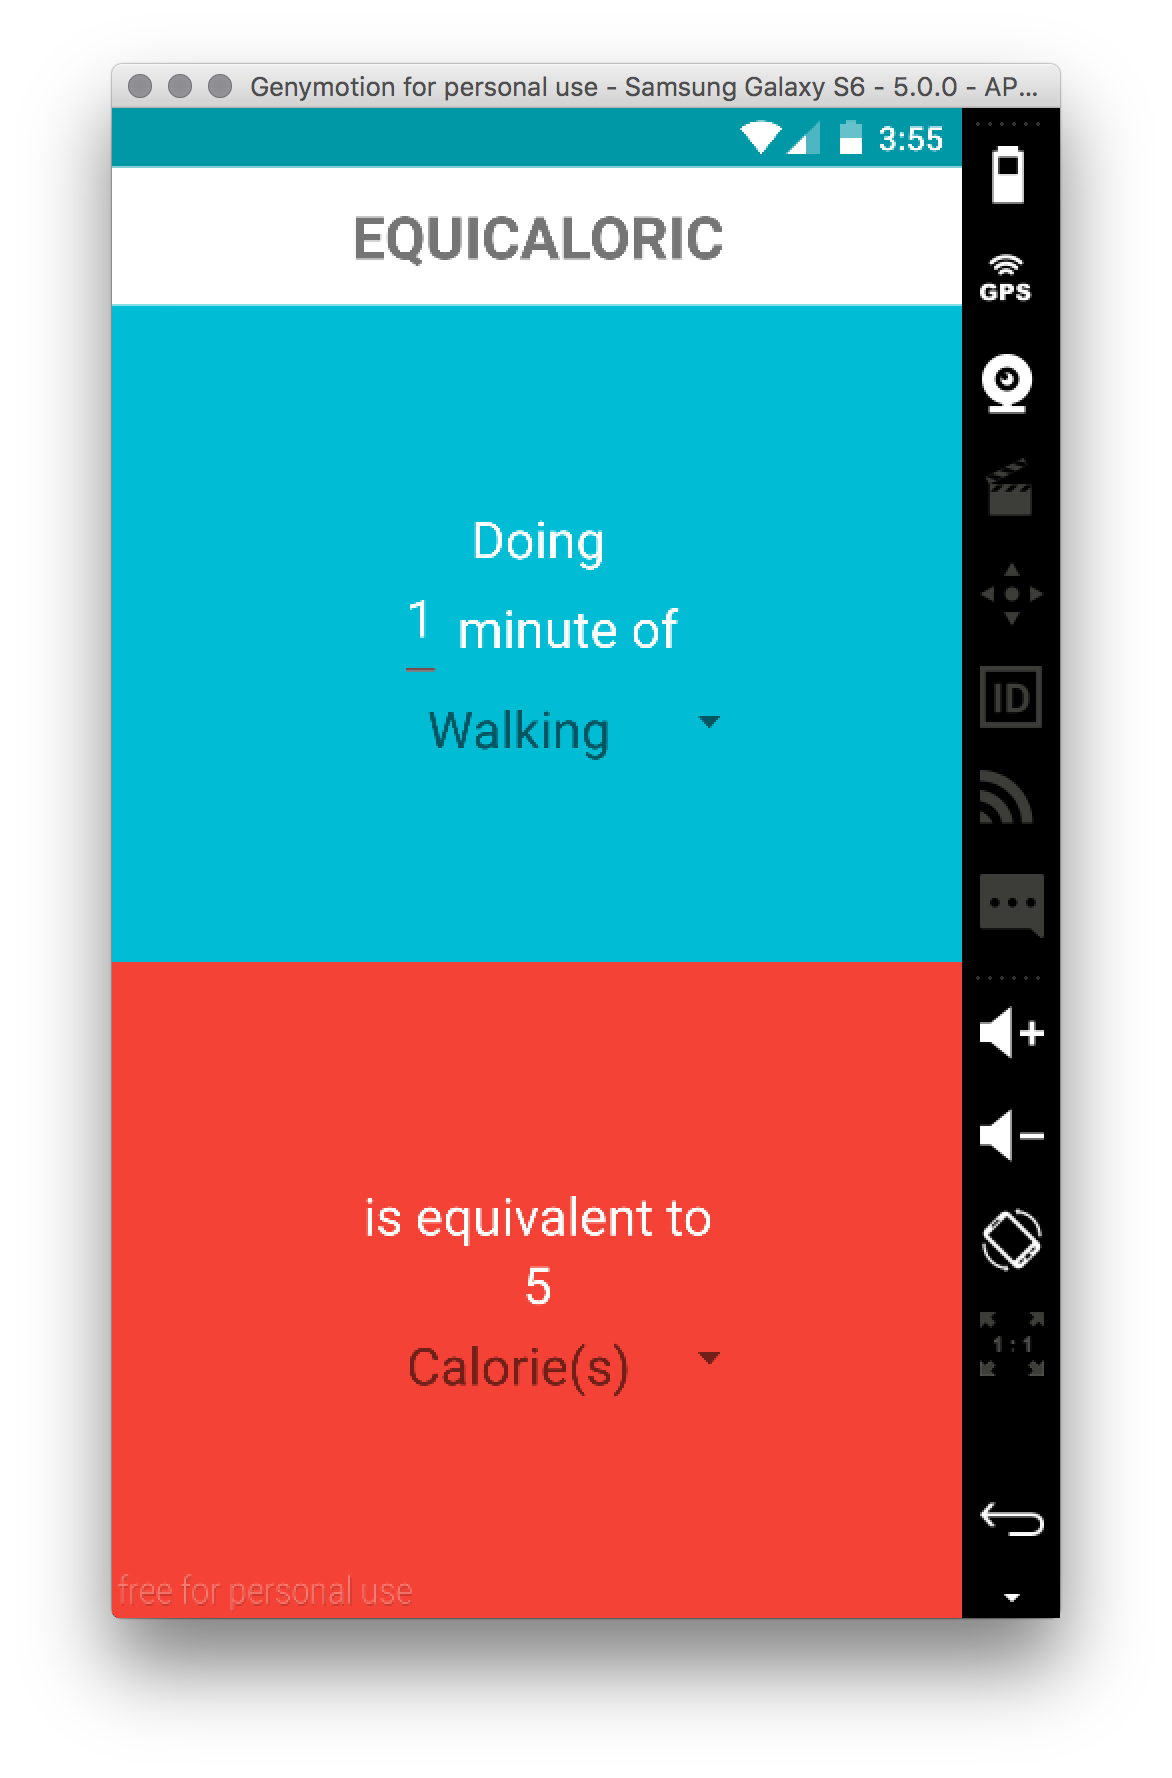 Genymotion for personal use - Samsung Galaxy S6 - 5.0.0 - AP...
3:55
EQUICALORIC
GPS
Doing
1 minute of
Walking
ID
is equivalent to
5
Calorie(s)
1:1
free for personal use